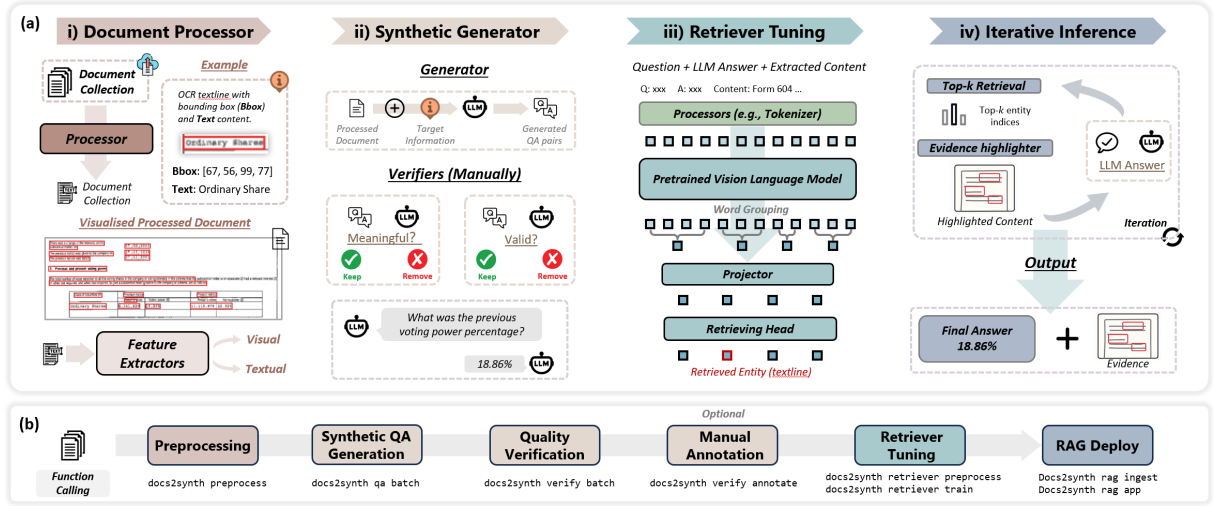 (a)
i) Document Processor
Document
Collection
Processor
Document
Collection
Example
OCR textline with
bounding box (Bbox)
and Text content.
Ordinary Shares
Bbox: [67, 56, 99, 77]
Text: Ordinary Share
Visualised Processed Document
Ordinary Shares
Feature
Extractors
Visual
Textual
ii) Synthetic Generator
Generator
LLM
Q
A
Processed
Document
Target
Information
Generated
QA pairs
Verifiers (Manually)
Q
A
LLM
Meaningful?
Keep
Remove
Q
A
LLM
Valid?
Keep
Remove
LLM
What was the previous
voting power percentage?
18.86%
LLM
iii) Retriever Tuning
Question + LLM Answer + Extracted Content
Q: xxx A: xxx Content: Form 604 ...
Processors (e.g., Tokenizer)
Pretrained Vision Language Model
Word Grouping
Projector
Retrieving Head
Retrieved Entity (textline)
iv) Iterative Inference
Top-k Retrieval
Top-k entity
indices
Evidence highlighter
Highlighted Content
LLM
LLM Answer
Iteration
Output
Final Answer
18.86%
Evidence
(b)
Function
Calling
Preprocessing
docs2synth preprocess
Synthetic QA
Generation
docs2synth qa batch
Quality
Verification
docs2synth verify batch
Optional
Manual
Annotation
docs2synth verify annotate
Retriever
Tuning
docs2synth retriever preprocess
docs2synth retriever train
RAG Deploy
Docs2synth rag ingest
Docs2synth rag app